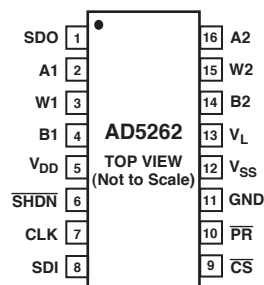 SDO 1
A1 2
W1 3
B1 4
VDD 5
SHDN 6
CLK 7
SDI 8
AD5262
TOP VIEW
(Not to Scale)
16 A2
15 W2
14 B2
13 VL
12 VSS
11 GND
10 PR
9 CS